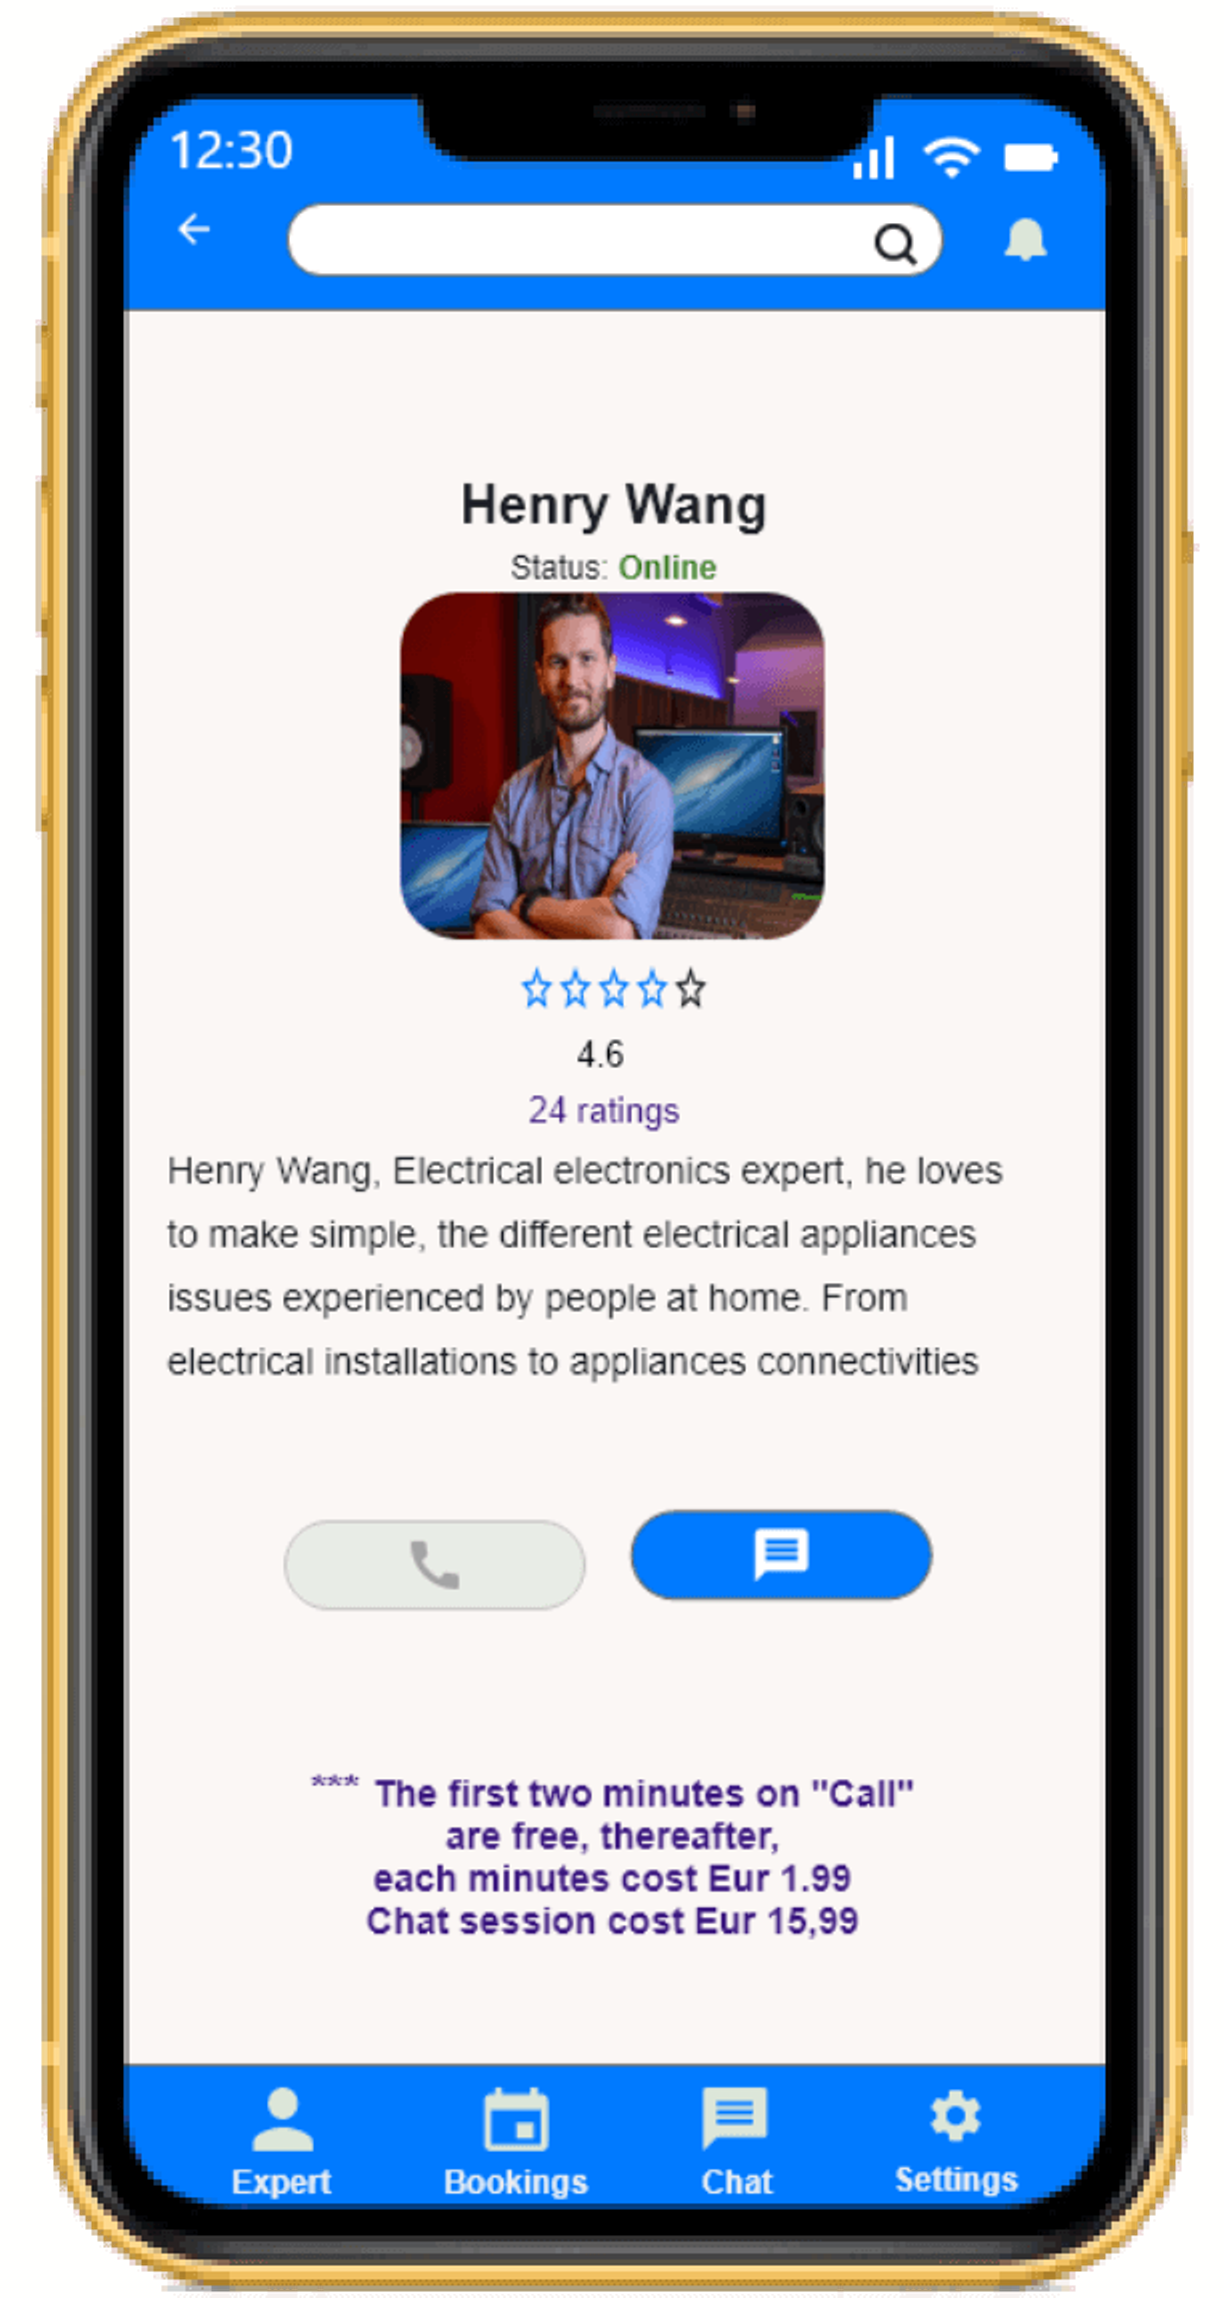 12:30
Henry Wang
Status: Online
4.6
24 ratings
Henry Wang, Electrical electronics expert, he loves
to make simple, the different electrical appliances
issues experienced by people at home. From
electrical installations to appliances connectivities
*** The first two minutes on "Call"
are free, thereafter,
each minutes cost Eur 1.99
Chat session cost Eur 15,99
Expert Bookings Chat Settings